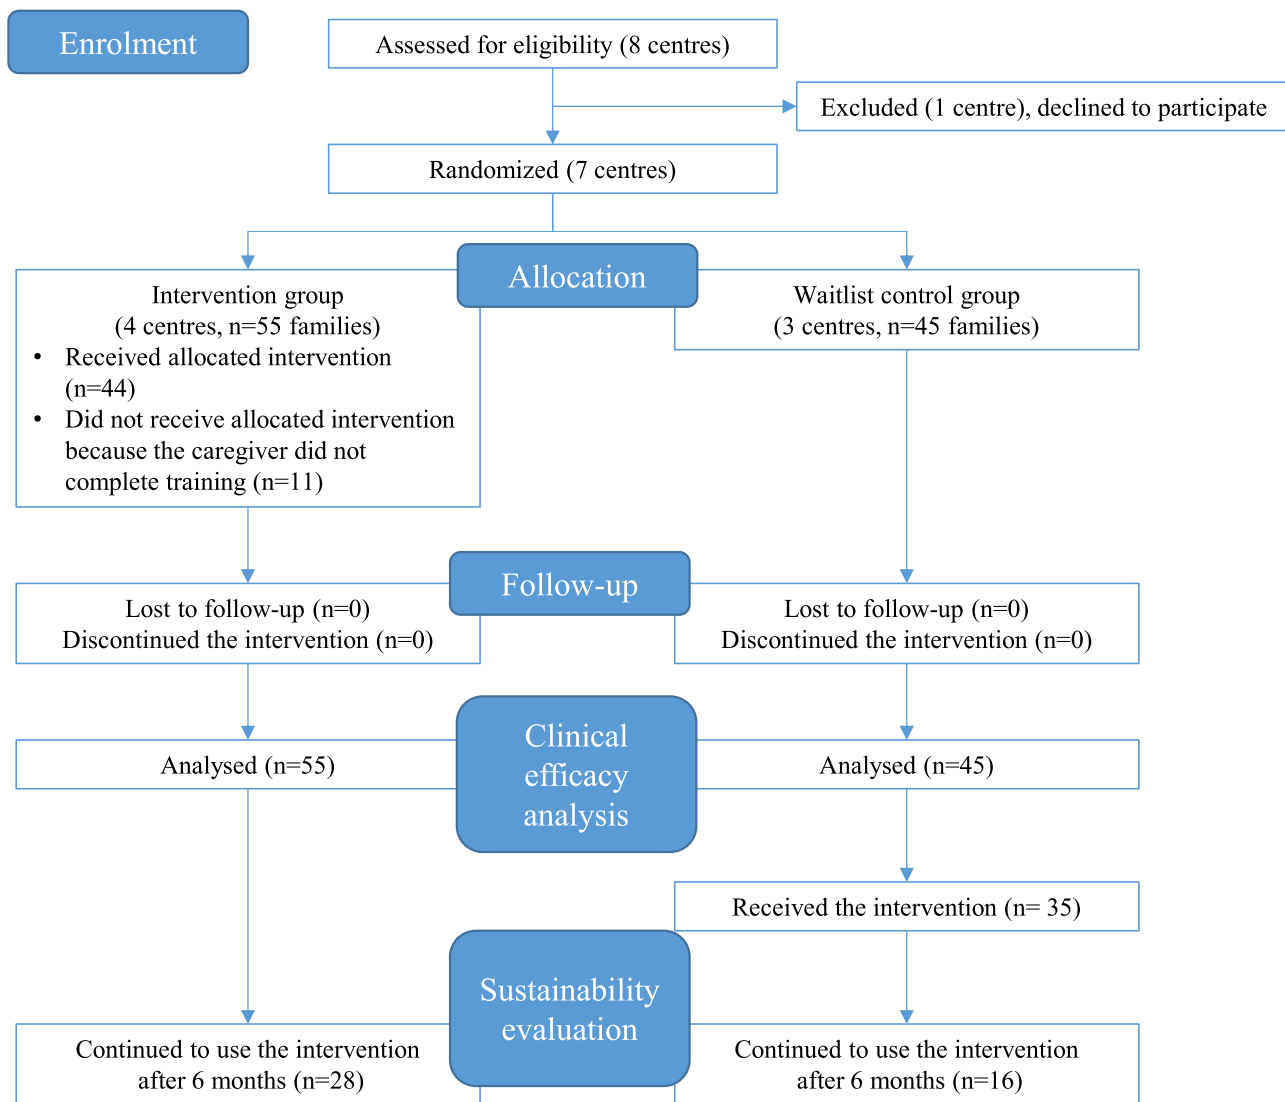 Enrolment
Assessed for eligibility (8 centres)
Excluded (1 centre), declined to participate
Randomized (7 centres)
Allocation
Intervention group
(4 centres, n=55 families)
• Received allocated intervention
(n=44)
• Did not receive allocated intervention
because the caregiver did not
complete training (n=11)
Waitlist control group
(3 centres, n=45 families)
Follow-up
Lost to follow-up (n=0)
Discontinued the intervention (n=0)
Lost to follow-up (n=0)
Discontinued the intervention (n=0)
Clinical
efficacy
analysis
Analysed (n=55)
Analysed (n=45)
Received the intervention (n= 35)
Sustainability
evaluation
Continued to use the intervention
after 6 months (n=28)
Continued to use the intervention
after 6 months (n=16)